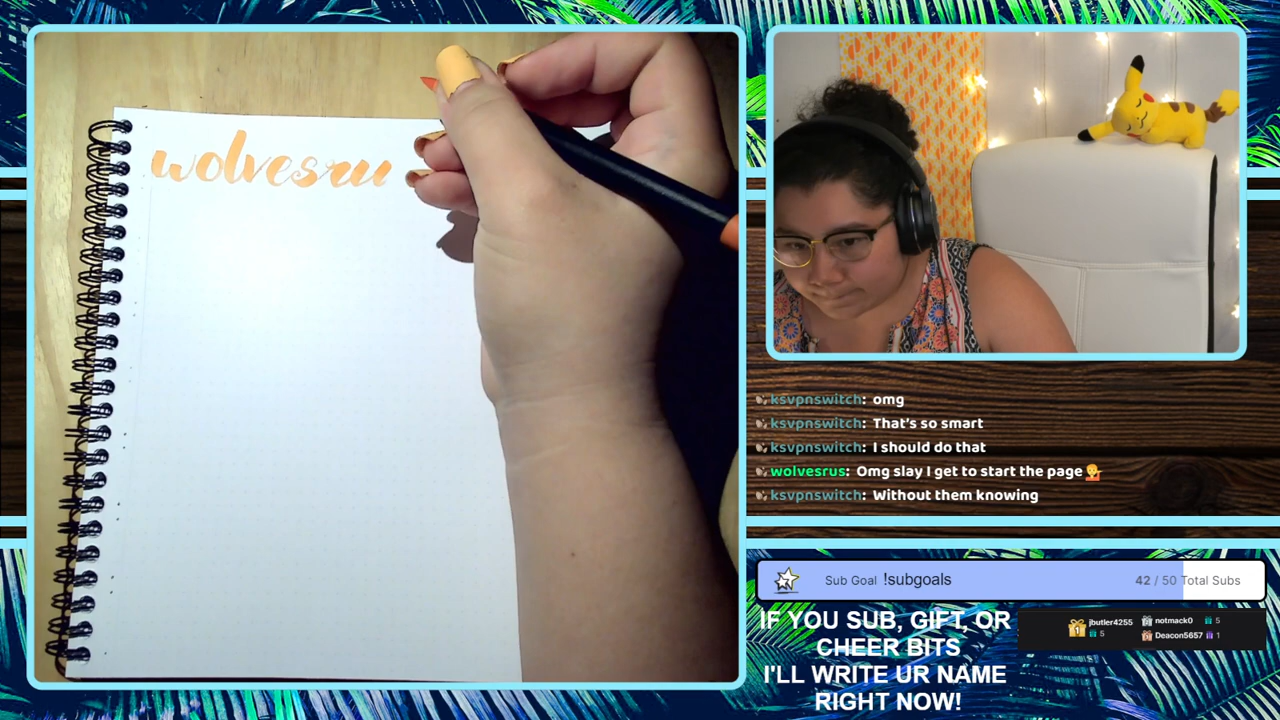 wolvesru
ksvpnswitch: omg
ksvpnswitch: That's so smart
ksvpnswitch: I should do that
wolvesrus: Omg slay I get to start the page💁
ksvpnswitch: Without them knowing
Sub Goal !subgoals 42 / 50 Total Subs
IF YOU SUB, GIFT, OR
CHEER BITS
I'LL WRITE UR NAME
RIGHT NOW!
1 jbutler4255
5
notmack0 5
Deacon5657 1